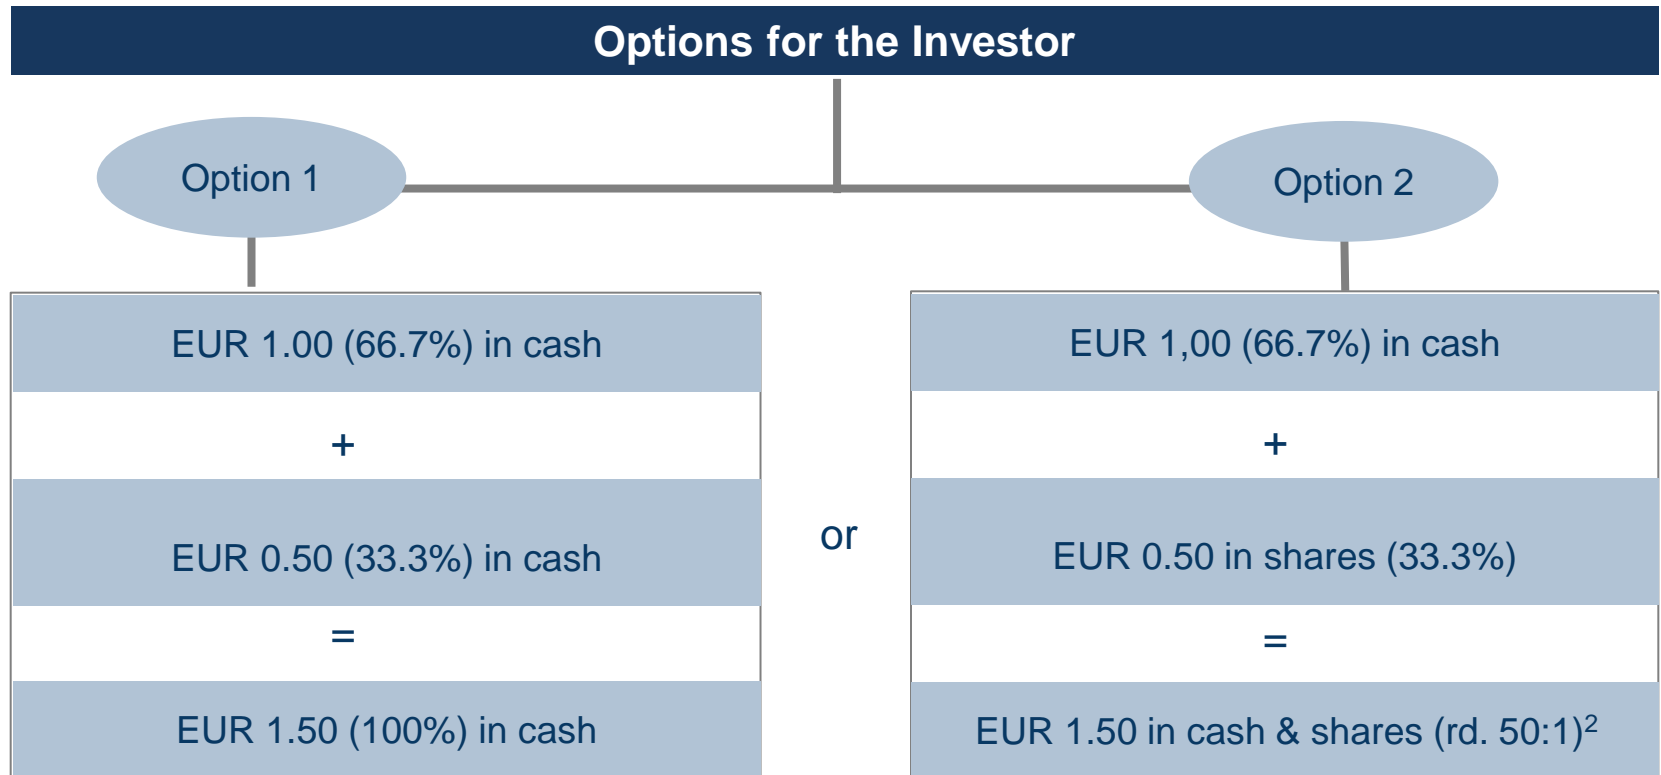 Options for the Investor
Option 1
Option 2
EUR 1.00 (66.7%) in cash
+
EUR 0.50 (33.3%) in cash
=
EUR 1.50 (100%) in cash
or
EUR 1,00 (66.7%) in cash
+
EUR 0.50 in shares (33.3%)
=
EUR 1.50 in cash & shares (rd. 50:1)²